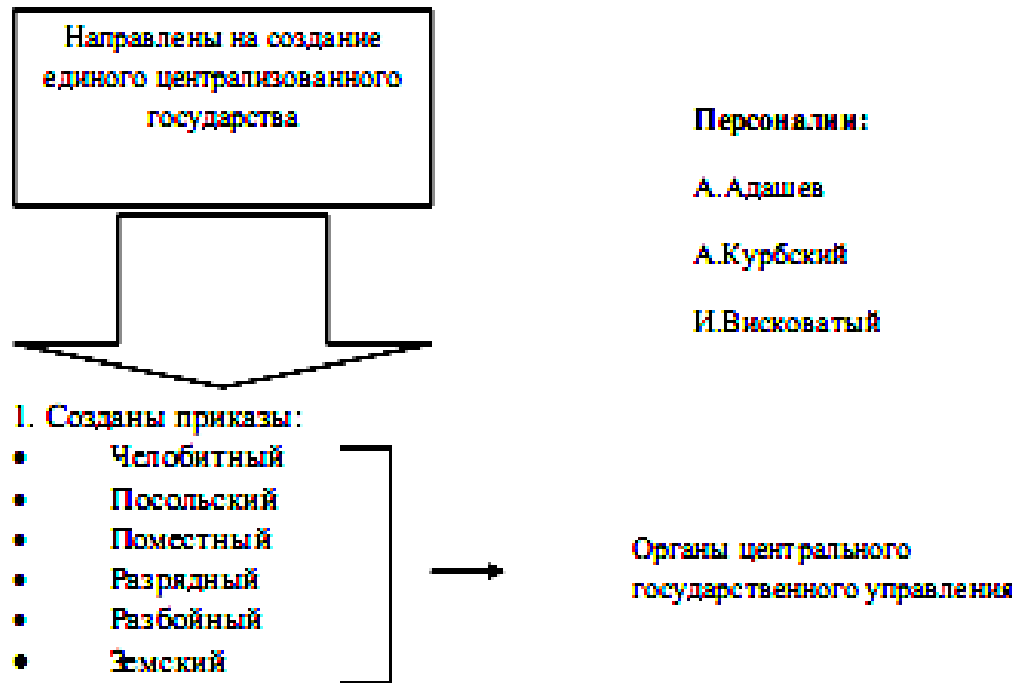 Направлены на создание
единого централизованного
государства
Персоналии:
А.Адашев
А.Курбский
И.Висковатый
1. Созданы приказы:
• Челобитный
• Посольский
• Поместный
• Разрядный
• Разбойный
• Земский
Органы центрального
государственного управления